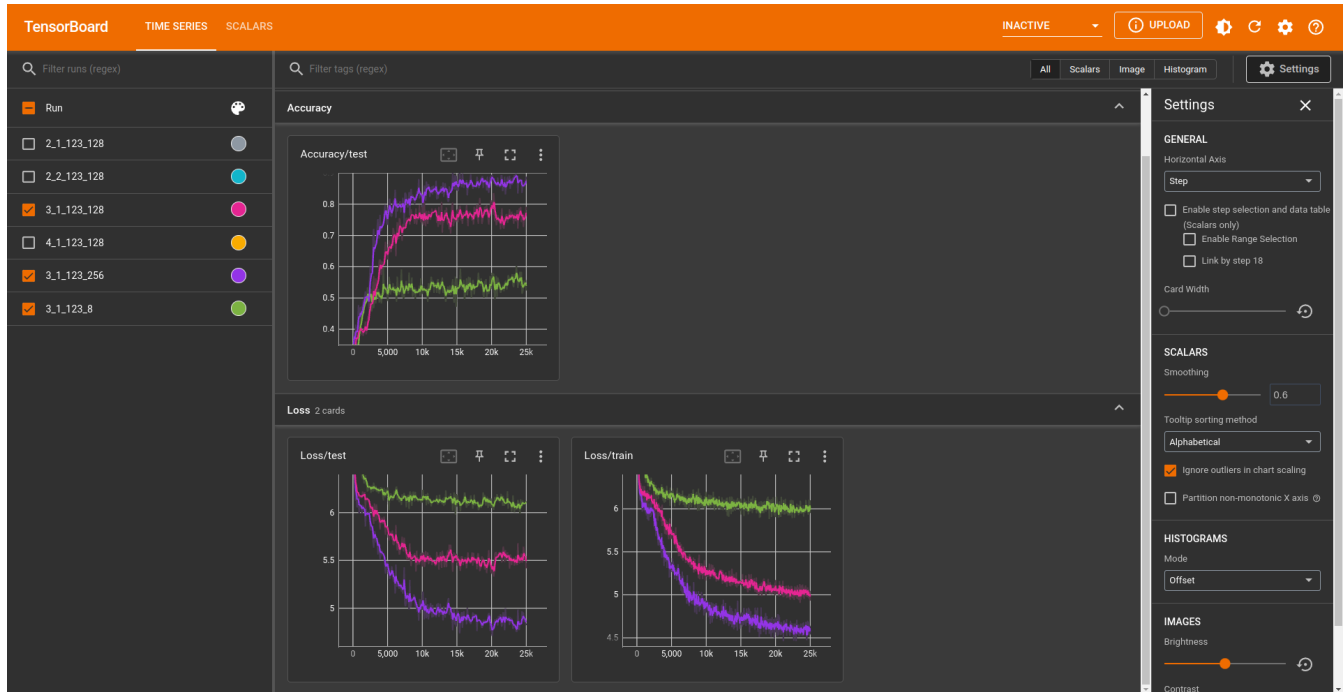 TensorBoard TIME SERIES SCALARS INACTIVE UPLOAD
Filter runs (regex)
Run
2_1_123_128
2_2_123_128
3_1_123_128
4_1_123_128
3_1_123_256
3_1_123_8
Filter tags (regex) All Scalars Image Histogram Settings
Accuracy
Accuracy/test
0.8
0.7
0.6
0.5
0.4
0 5,000 10k 15k 20k 25k
Loss 2 cards
Loss/test
6
5.5
5
0 5,000 10k 15k 20k 25k
Loss/train
6
5.5
5
4.5
0 5,000 10k 15k 20k 25k
Settings
GENERAL
Horizontal Axis
Step
Enable step selection and data table
(Scalars only)
Enable Range Selection
Link by step 18
Card Width
SCALARS
Smoothing
0.6
Tooltip sorting method
Alphabetical
Ignore outliers in chart scaling
Partition non-monotonic X axis
HISTOGRAMS
Mode
Offset
IMAGES
Brightness
Contrast